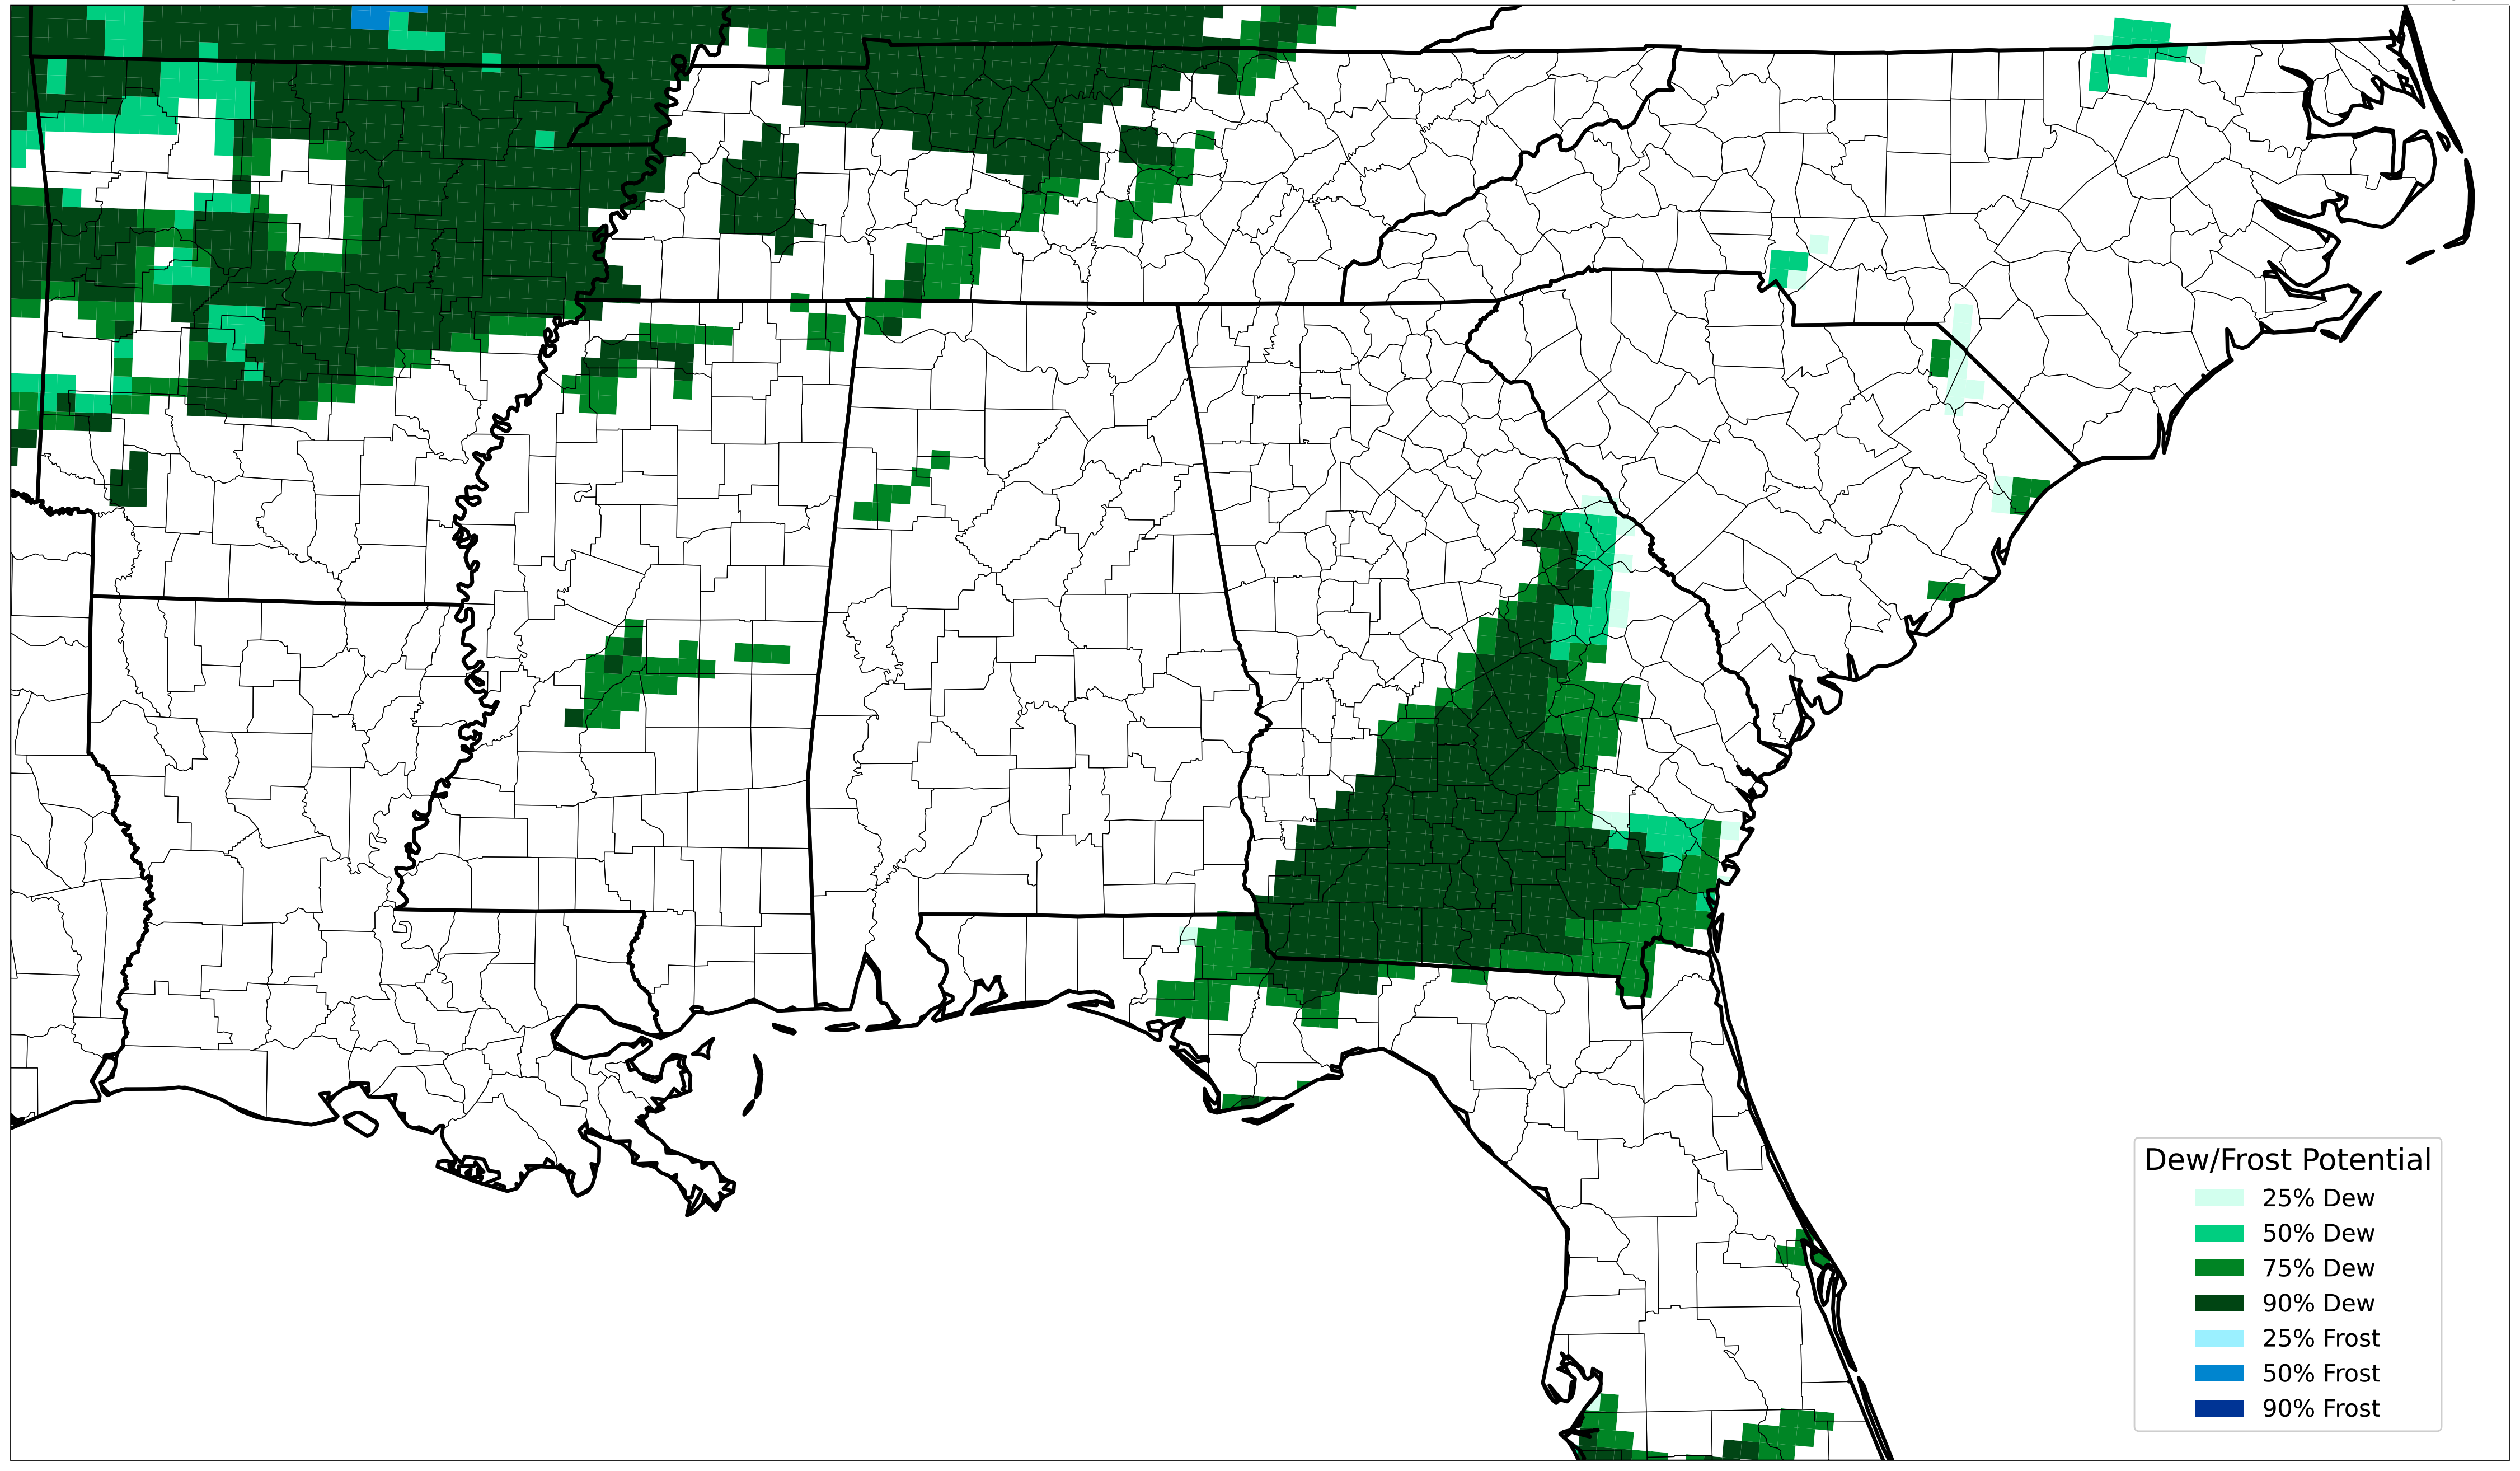 Dew/Frost Potential
25% Dew
50% Dew
75% Dew
90% Dew
25% Frost
50% Frost
90% Frost